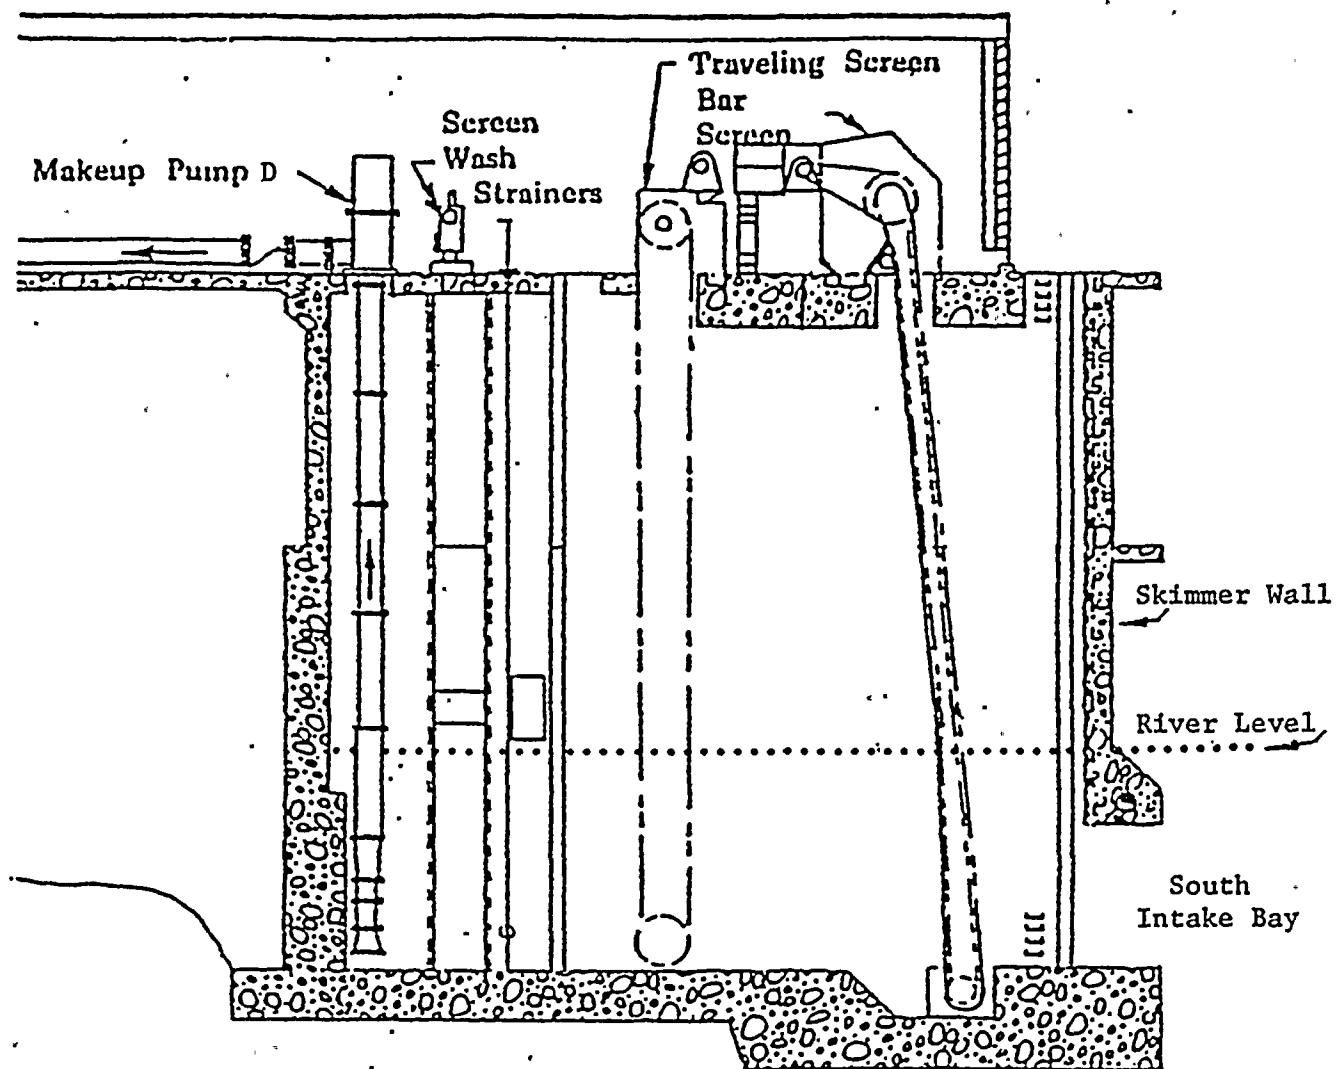 Traveling Screen
Bar
Screen
Screen
Wash
Strainers
Makeup Pump D
Skimmer Wall
River Level
South
Intake Bay